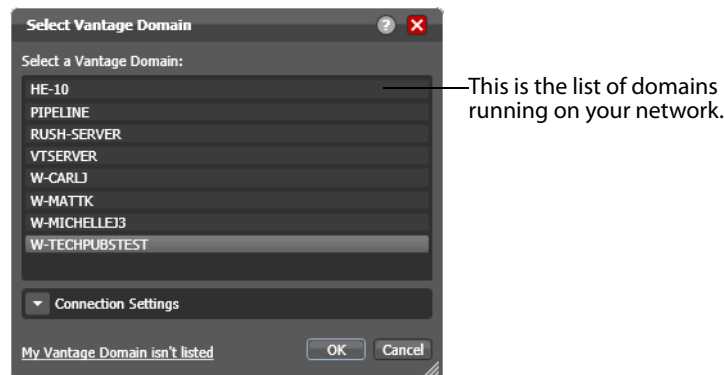 Select Vantage Domain
?
Select a Vantage Domain:
HE-10
This is the list of domains
running on your network.
PIPELINE
RUSH-SERVER
VTSERVER
W-CARLJ
W-MATTK
W-MICHELLEJ3
W-TECHPUBSTEST
Connection Settings
My Vantage Domain isn't listed
OK
Cancel